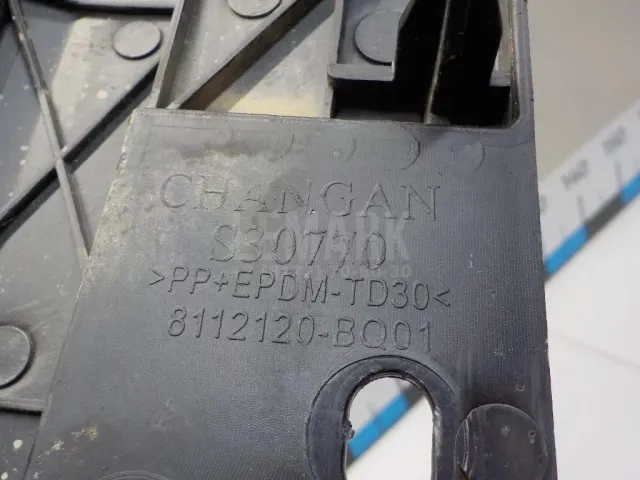 CHANGAN
S30770
>PP+EPDM-TD30<
8112120-BQ01